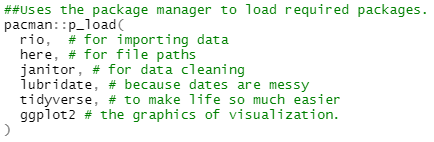 ##Uses the package manager to load required packages.
pacman::p_load(
  rio,  # for importing data
  here, # for file paths
  janitor, # for data cleaning
  lubridate, # because dates are messy
  tidyverse, # to make life so much easier
  ggplot2 # the graphics of visualization.
)